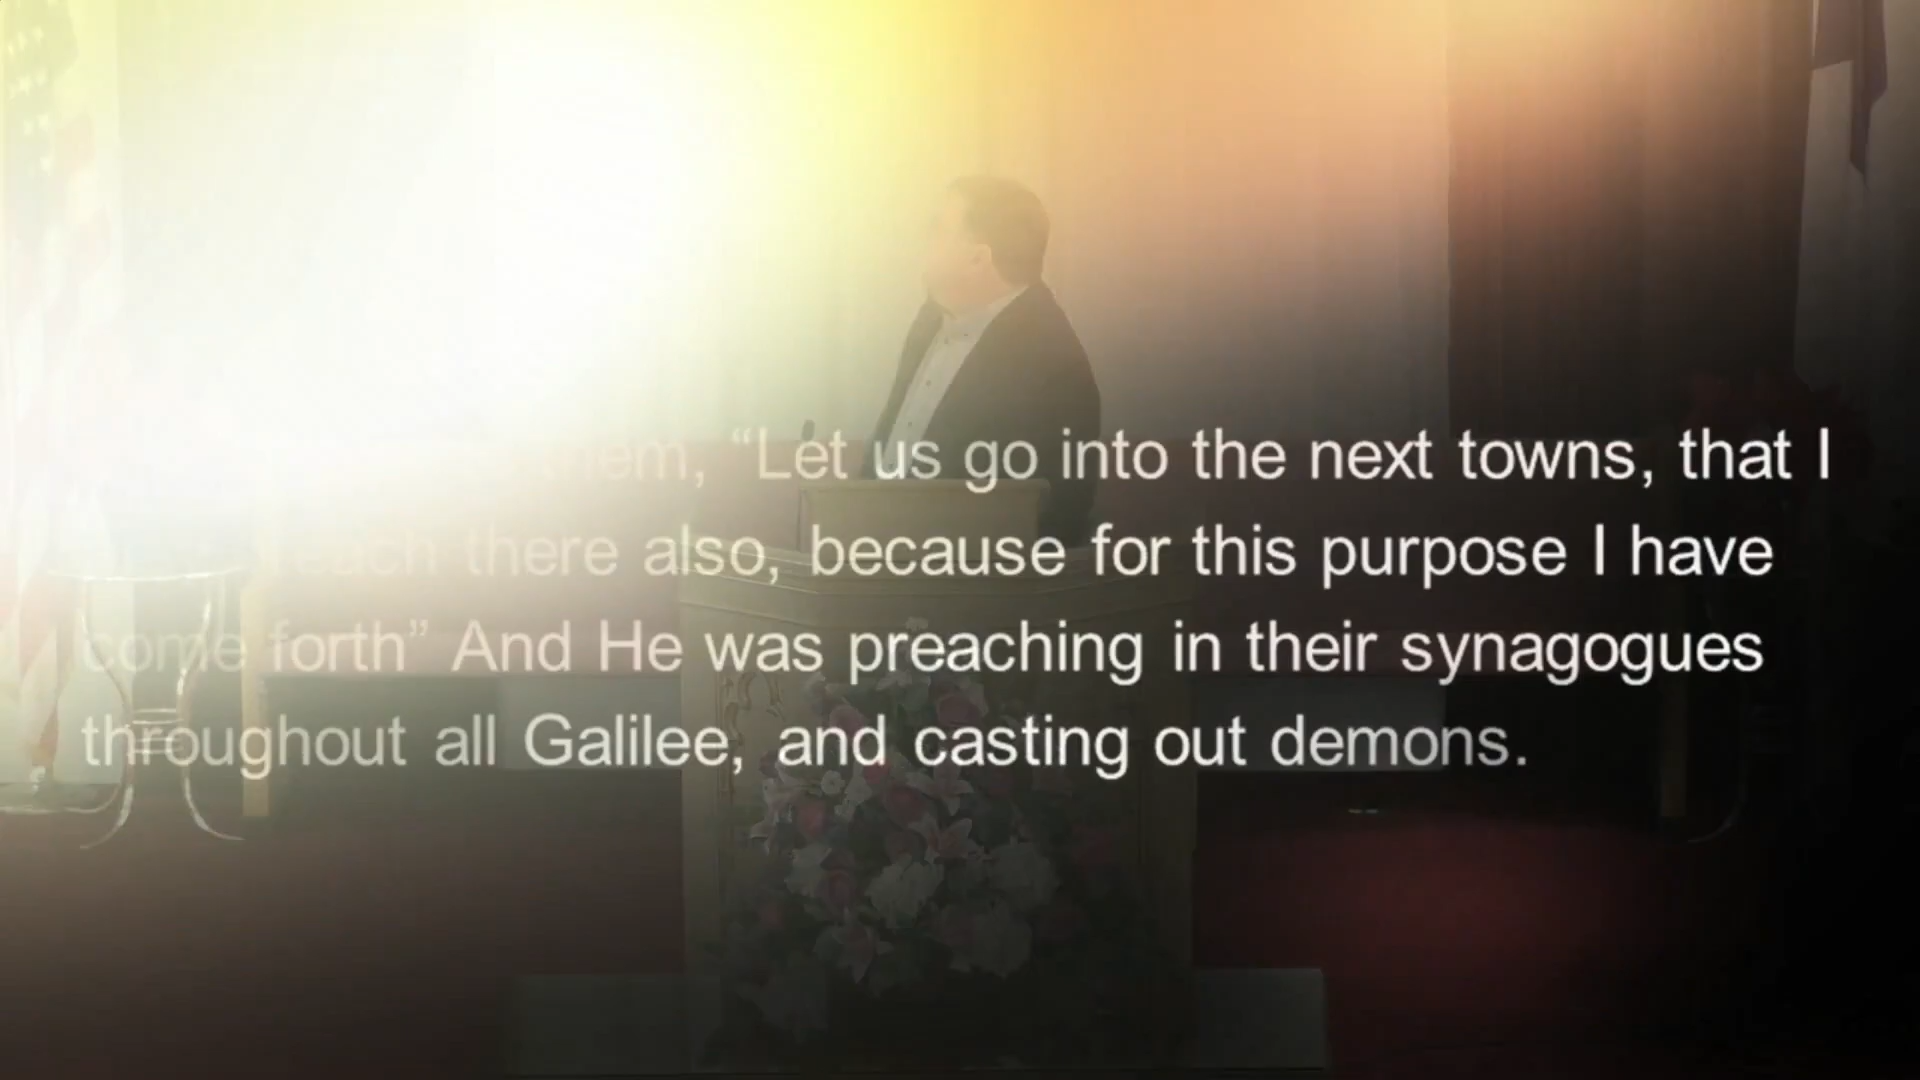 them, “Let us go into the next towns, that I
preach there also, because for this purpose I have
come forth” And He was preaching in their synagogues
throughout all Galilee, and casting out demons.